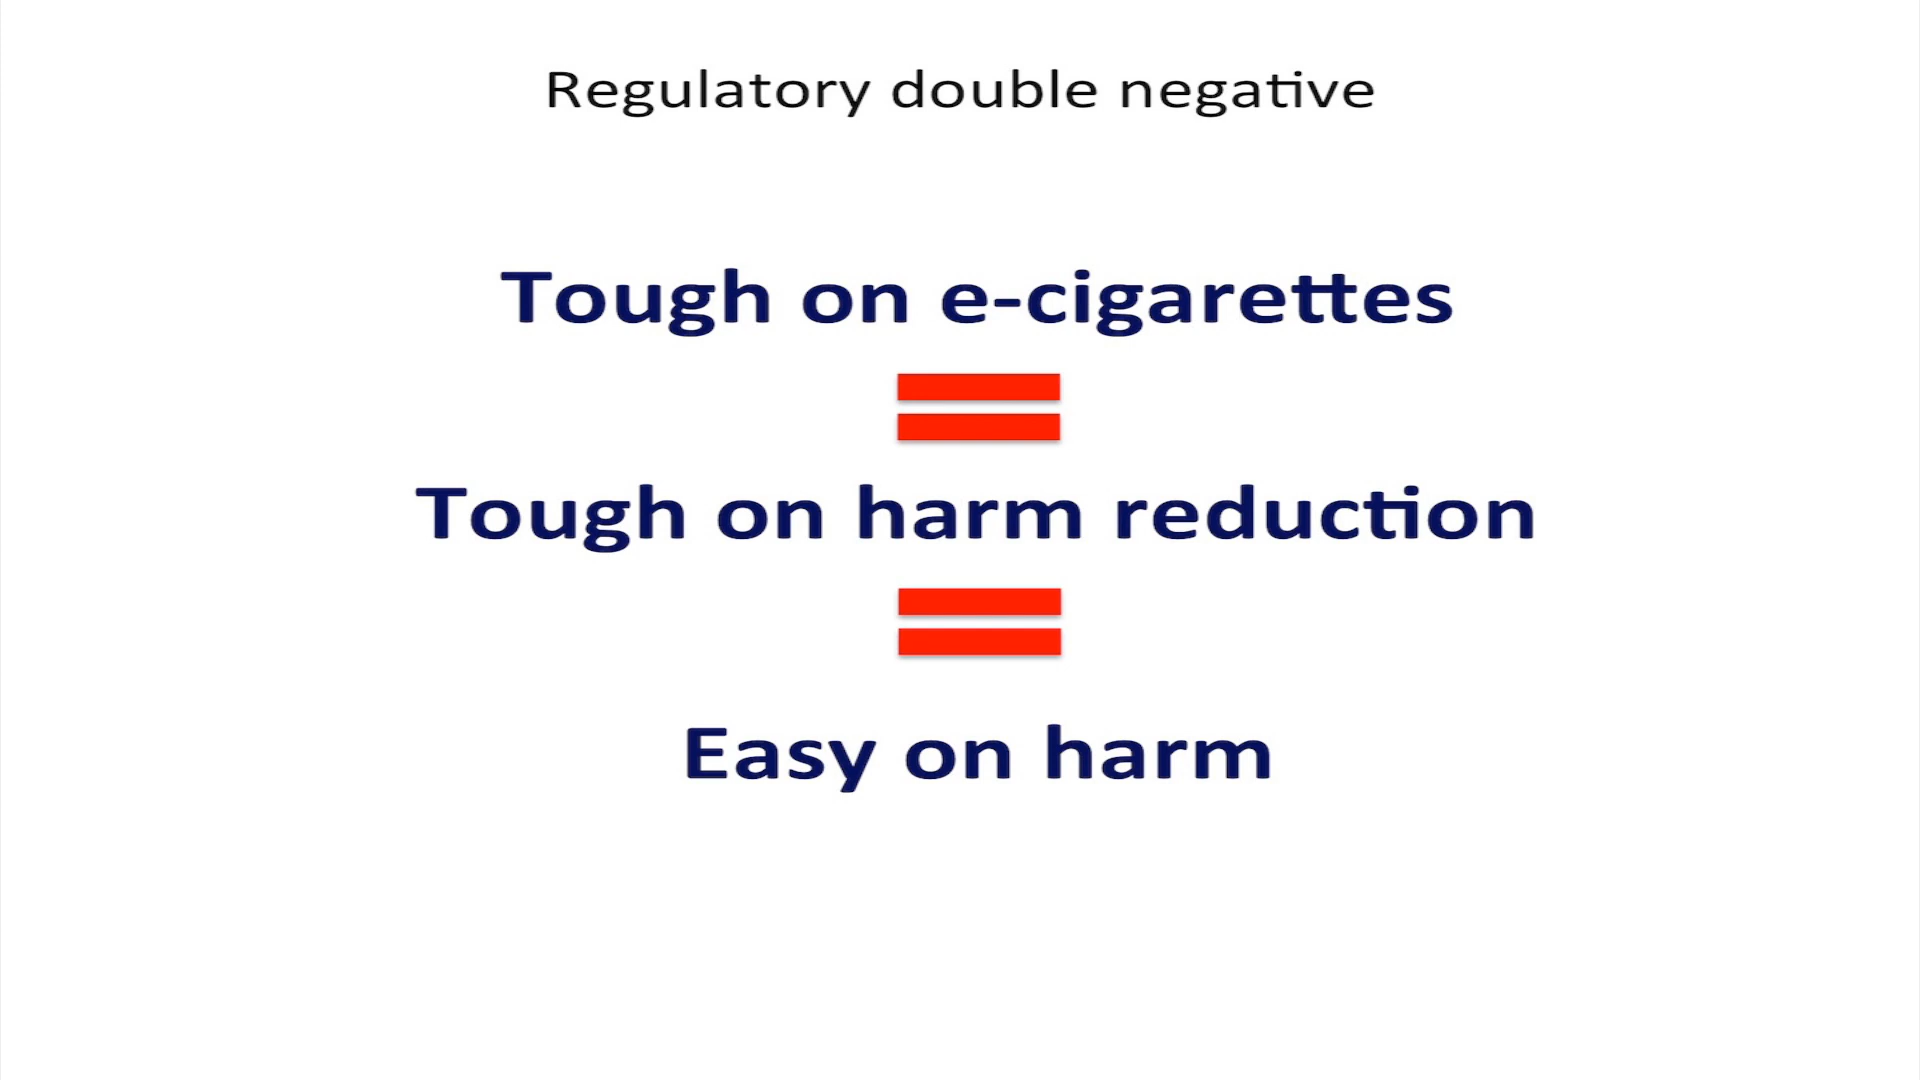 Regulatory double negative
Tough on e-cigarettes
=
Tough on harm reduction
=
Easy on harm